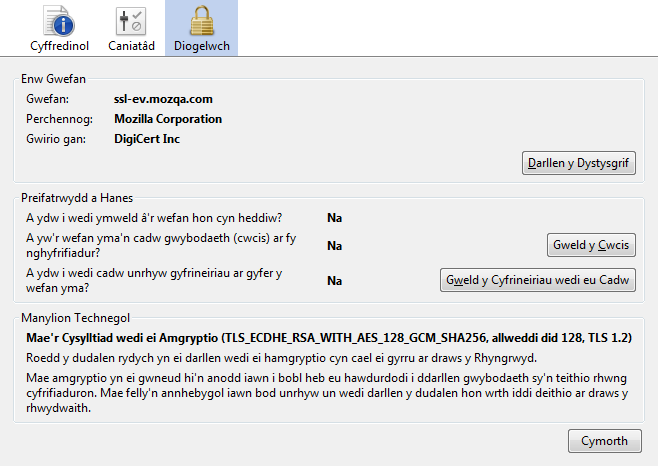 Cyffredinol
Caniatâd
Diogelwch
Enw Gwefan
Gwefan: ssl-ev.mozqa.com
Perchennog: Mozilla Corporation
Gwirio gan: DigiCert Inc
Darllen y Dystysgrif
Preifatrwydd a Hanes
A ydw i wedi ymweld â'r wefan hon cyn heddiw? Na
A yw'r wefan yma'n cadw gwybodaeth (cwcis) ar fy
nghyfrifiadur?
Na
Gweld y Cwcis
A ydw i wedi cadw unrhyw gyfrineiriau ar gyfer y
wefan yma?
Na
Gweld y Cyfrineiriau wedi eu Cadw
Manylion Technegol
Mae'r Cysylltiad wedi ei Amgryptio (TLS_ECDHE_RSA_WITH_AES_128_GCM_SHA256, allweddi did 128, TLS 1.2)
Roedd y dudalen rydych yn ei darllen wedi ei hamgryptio cyn cael ei gyrru ar draws y Rhyngrwyd.
Mae amgryptio yn ei gwneud hi'n anodd iawn i bobl heb eu hawdurdodi i ddarllen gwybodaeth sy'n teithio rhwng
cyfrifiaduron. Mae felly'n annhebygol iawn bod unrhyw un wedi darllen y dudalen hon wrth iddi deithio ar draws y
rhwydwaith.
Cymorth